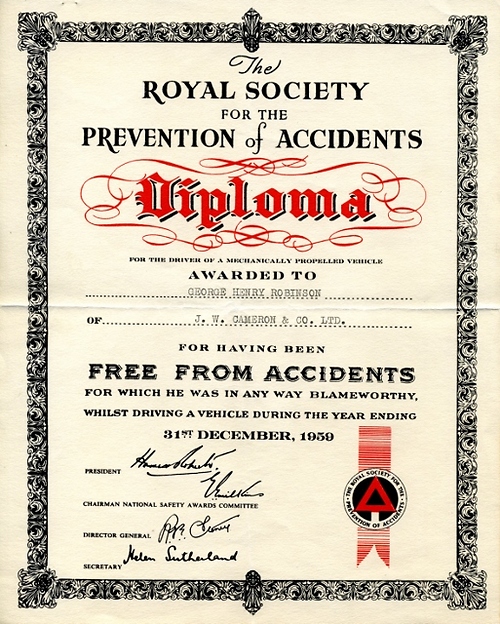 The
ROYAL SOCIETY
FOR THE
PREVENTION of ACCIDENTS
Diploma
FOR THE DRIVER OF A MECHANICALLY PROPELLED VEHICLE
AWARDED TO
GEORGE HENRY ROBINSON
OF J. W. CAMERON & CO. LTD.
FOR HAVING BEEN
FREE FROM ACCIDENTS
FOR WHICH HE WAS IN ANY WAY BLAMEWORTHY,
WHILST DRIVING A VEHICLE DURING THE YEAR ENDING
31ST DECEMBER, 1959
PRESIDENT
CHAIRMAN NATIONAL SAFETY AWARDS COMMITTEE
DIRECTOR GENERAL
SECRETARY Helen Sutherland
THE ROYAL SOCIETY FOR THE PREVENTION OF ACCIDENTS